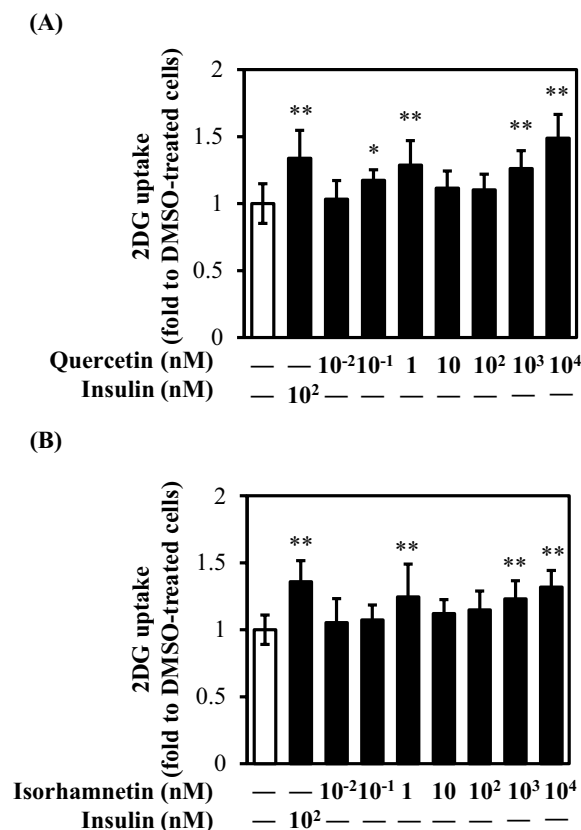 (A)
2DG uptake
(fold to DMSO-treated cells)
2
1.5
1
0.5
0
** * ** ** **
Quercetin (nM) — — 10⁻² 10⁻¹ 1 10 10² 10³ 10⁴
Insulin (nM) — 10² — — — — — — —
(B)
2DG uptake
(fold to DMSO-treated cells)
2
1.5
1
0.5
0
** ** ** **
Isorhamnetin (nM) — — 10⁻² 10⁻¹ 1 10 10² 10³ 10⁴
Insulin (nM) — 10² — — — — — — —